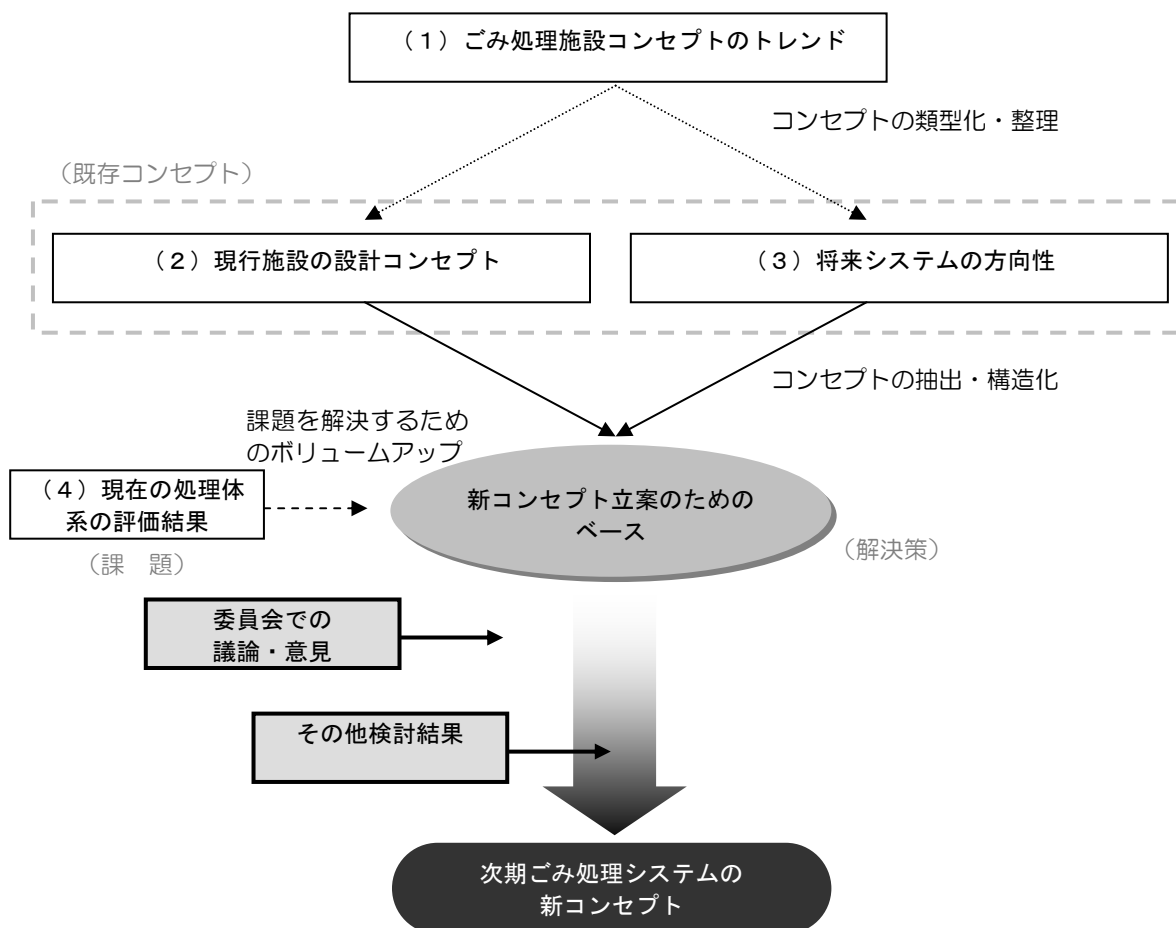 （１）ごみ処理施設コンセプトのトレンド
コンセプトの類型化・整理
（既存コンセプト）
（２）現行施設の設計コンセプト
（３）将来システムの方向性
コンセプトの抽出・構造化
課題を解決するため
のボリュームアップ
（４）現在の処理体
系の評価結果
（課　題）
新コンセプト立案のための
ベース
（解決策）
委員会での
議論・意見
その他検討結果
次期ごみ処理システムの
新コンセプト